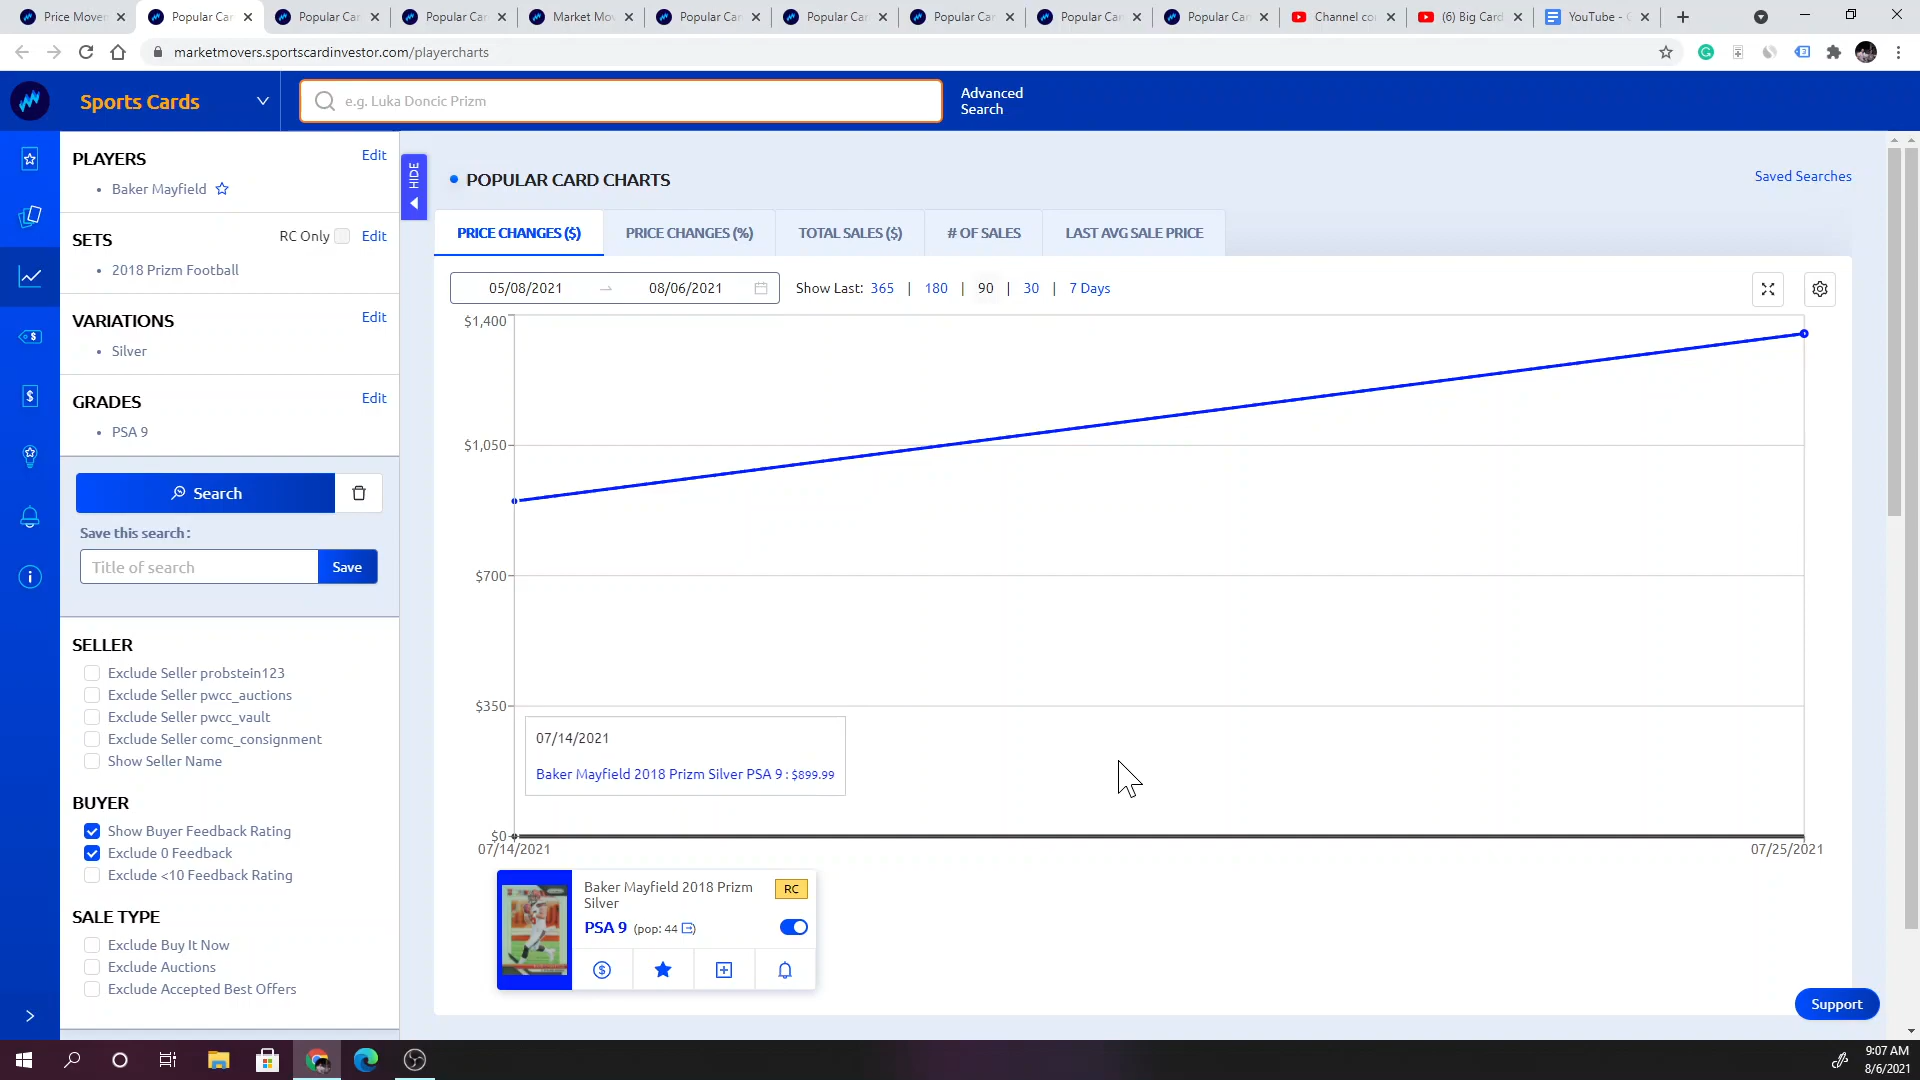 Price Movem
Popular Car
Popular Car
Popular Car
Market Mov
Popular Car
Popular Car
Popular Car
Popular Car
Popular Car
Channel co
(6) Big Card
YouTube - G
marketmovers.sportscardinvestor.com/playercharts
Sports Cards
e.g. Luka Doncic Prizm
Advanced
Search
PLAYERS
Edit
Baker Mayfield
SETS
RC Only
Edit
2018 Prizm Football
VARIATIONS
Edit
Silver
GRADES
Edit
PSA 9
Search
Save this search:
Title of search
Save
SELLER
Exclude Seller probstein123
Exclude Seller pwcc_auctions
Exclude Seller pwcc_vault
Exclude Seller comc_consignment
Show Seller Name
BUYER
Show Buyer Feedback Rating
Exclude 0 Feedback
Exclude <10 Feedback Rating
SALE TYPE
Exclude Buy It Now
Exclude Auctions
Exclude Accepted Best Offers
HIDE
POPULAR CARD CHARTS
Saved Searches
PRICE CHANGES ($)
PRICE CHANGES (%)
TOTAL SALES ($)
# OF SALES
LAST AVG SALE PRICE
05/08/2021
08/06/2021
Show Last: 365 | 180 | 90 | 30 | 7 Days
$1,400
$1,050
$700
$350
$0
07/14/2021
Baker Mayfield 2018 Prizm Silver PSA 9 : $899.99
07/14/2021
07/25/2021
Baker Mayfield 2018 Prizm
Silver
RC
PSA 9 (pop: 44)
Support
9:07 AM
8/6/2021